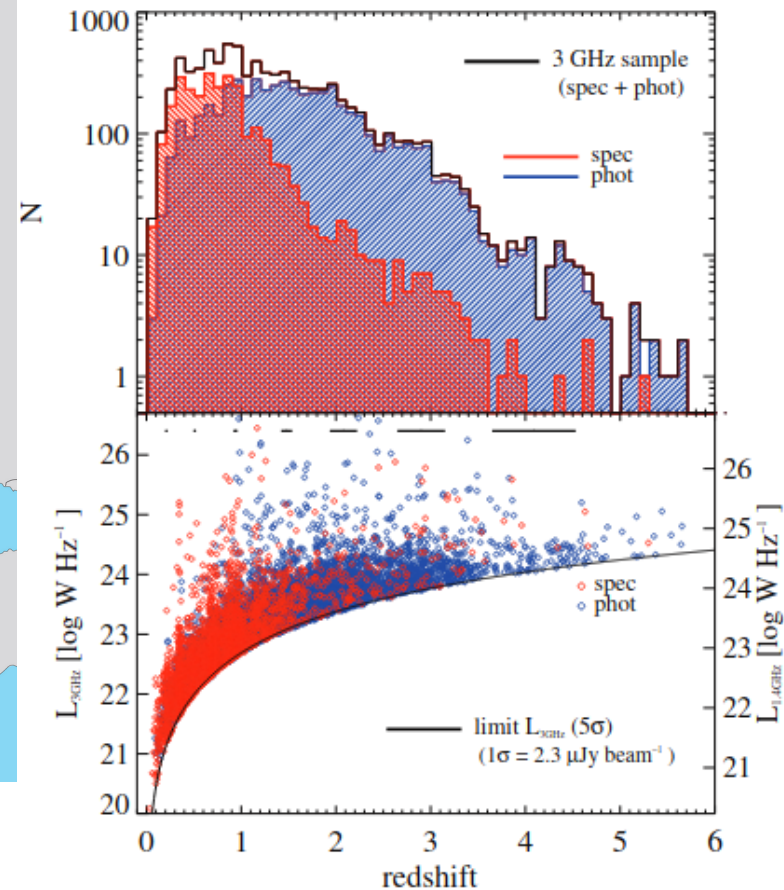 1000
100
10
1
N
3 GHz sample
(spec + phot)
spec
phot
26
25
24
23
22
21
20
L3GHz [log W Hz⁻¹ ]
26
25
24
23
22
21
L1.4GHz [log W Hz⁻¹ ]
spec
phot
limit L3GHz (5σ)
(1σ = 2.3 μJy beam⁻¹ )
0 1 2 3 4 5 6
redshift